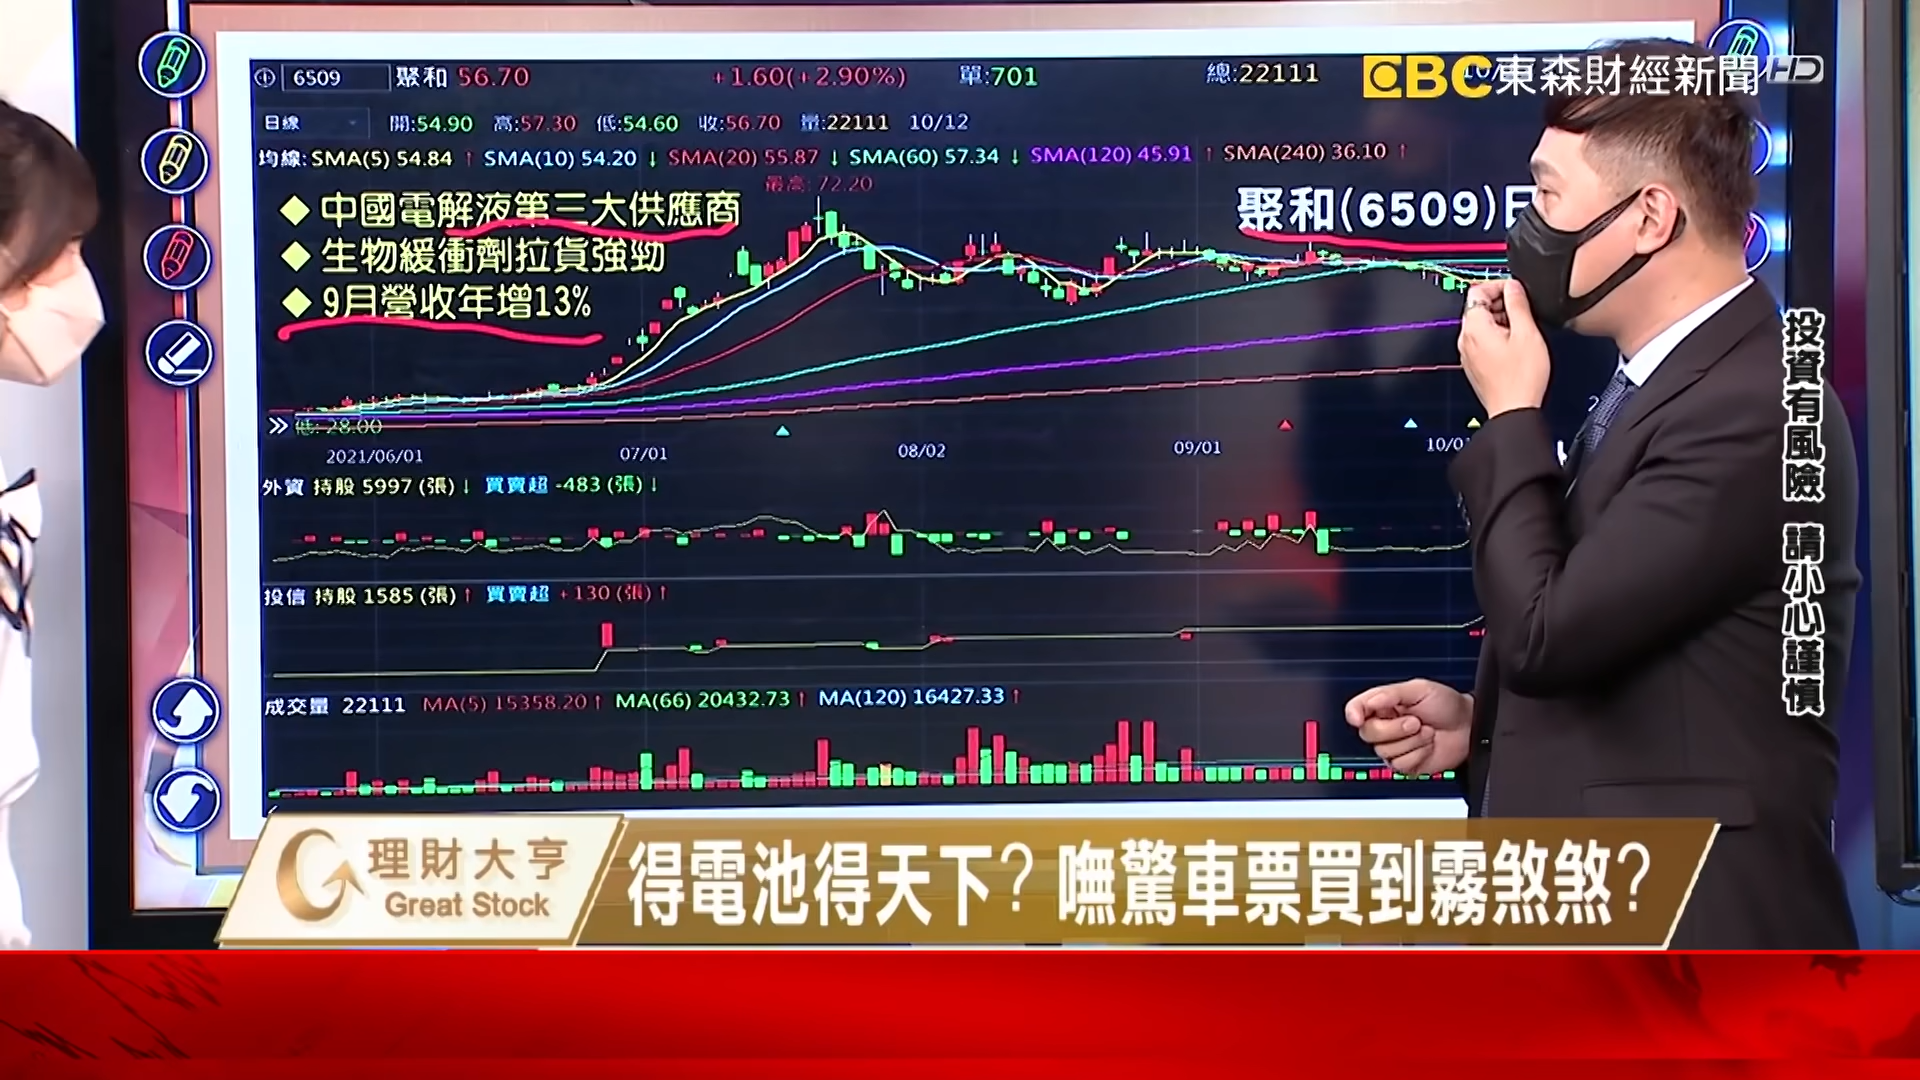 6509 聚和 56.70 +1.60(+2.90%) 單:701 總:22111
EBC東森財經新聞HD
日線 開:54.90 高:57.30 低:54.60 收:56.70 量:22111 10/12
均線: SMA(5) 54.84 ↑ SMA(10) 54.20 ↓ SMA(20) 55.87 ↓ SMA(60) 57.34 ↓ SMA(120) 45.91 ↑ SMA(240) 36.10 ↑
最高: 72.20
◆ 中國電解液第三大供應商
聚和(6509)日
◆ 生物緩衝劑拉貨強勁
◆ 9月營收年增13%
低: 28.00
2021/06/01 07/01 08/02 09/01 10/01
外資 持股 5997 (張) ↓ 買賣超 -483 (張) ↓
投信 持股 1585 (張) ↑ 買賣超 +130 (張) ↑
成交量 22111 MA(5) 15358.20 ↑ MA(66) 20432.73 ↑ MA(120) 16427.33 ↑
投資有風險 請小心謹慎
理財大亨
Great Stock
得電池得天下? 嘸驚車票買到霧煞煞?